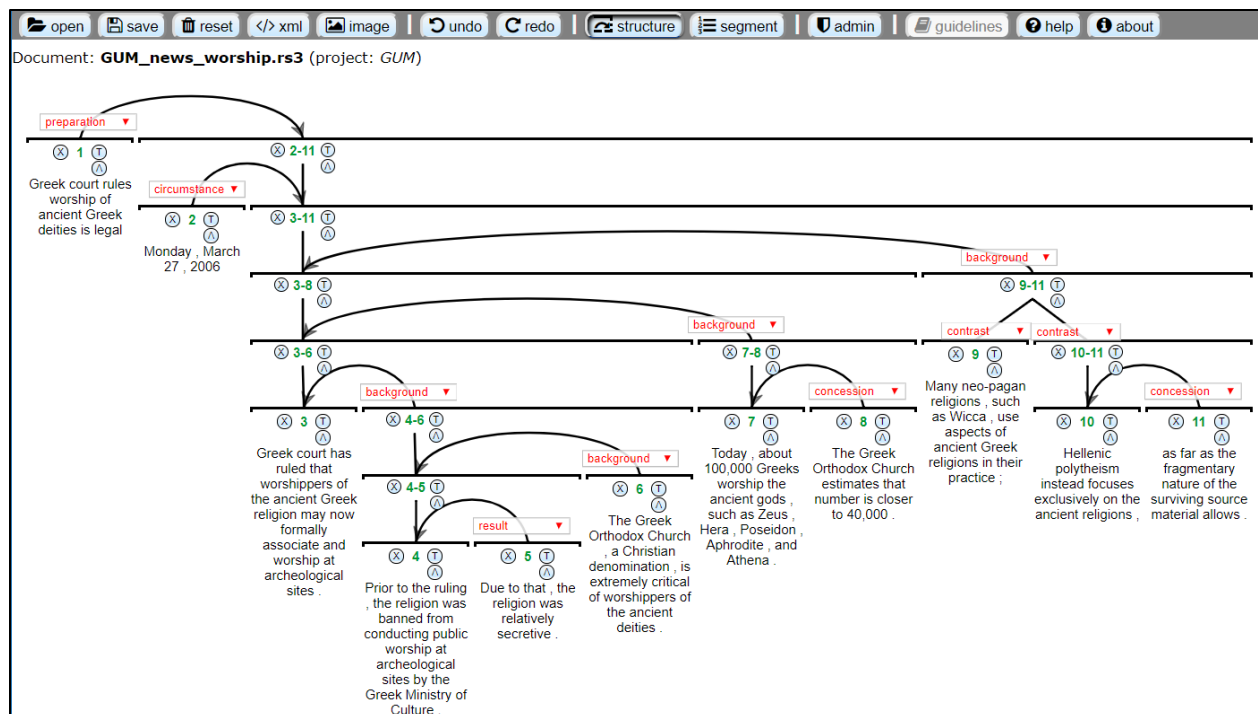 open save reset </> xml image undo redo structure segment admin guidelines help about
Document: GUM_news_worship.rs3 (project: GUM)
preparation ▼
X 1 T
Λ
Greek court rules
worship of
ancient Greek
deities is legal
X 2-11 T
Λ
circumstance ▼
X 2 T
Λ
Monday , March
27 , 2006
X 3-11 T
Λ
X 3-8 T
Λ
background ▼
X 9-11 T
Λ
X 3-6 T
Λ
background ▼
X 7-8 T
Λ
contrast ▼
X 9 T
Λ
Many neo-pagan
religions , such
as Wicca , use
aspects of
ancient Greek
religions in their
practice ;
contrast ▼
X 10-11 T
Λ
X 3 T
Λ
Greek court has
ruled that
worshippers of
the ancient Greek
religion may now
formally
associate and
worship at
archeological
sites .
background ▼
X 4-6 T
Λ
X 7 T
Λ
Today , about
100,000 Greeks
worship the
ancient gods ,
such as Zeus ,
Hera , Poseidon ,
Aphrodite , and
Athena .
concession ▼
X 8 T
Λ
The Greek
Orthodox Church
estimates that
number is closer
to 40,000 .
X 10 T
Λ
Hellenic
polytheism
instead focuses
exclusively on the
ancient religions ,
concession ▼
X 11 T
Λ
as far as the
fragmentary
nature of the
surviving source
material allows .
X 4-5 T
Λ
background ▼
X 6 T
Λ
The Greek
Orthodox Church
, a Christian
denomination , is
extremely critical
of worshippers of
the ancient
deities .
X 4 T
Λ
Prior to the ruling
, the religion was
banned from
conducting public
worship at
archeological
sites by the
Greek Ministry of
Culture .
result ▼
X 5 T
Λ
Due to that , the
religion was
relatively
secretive .